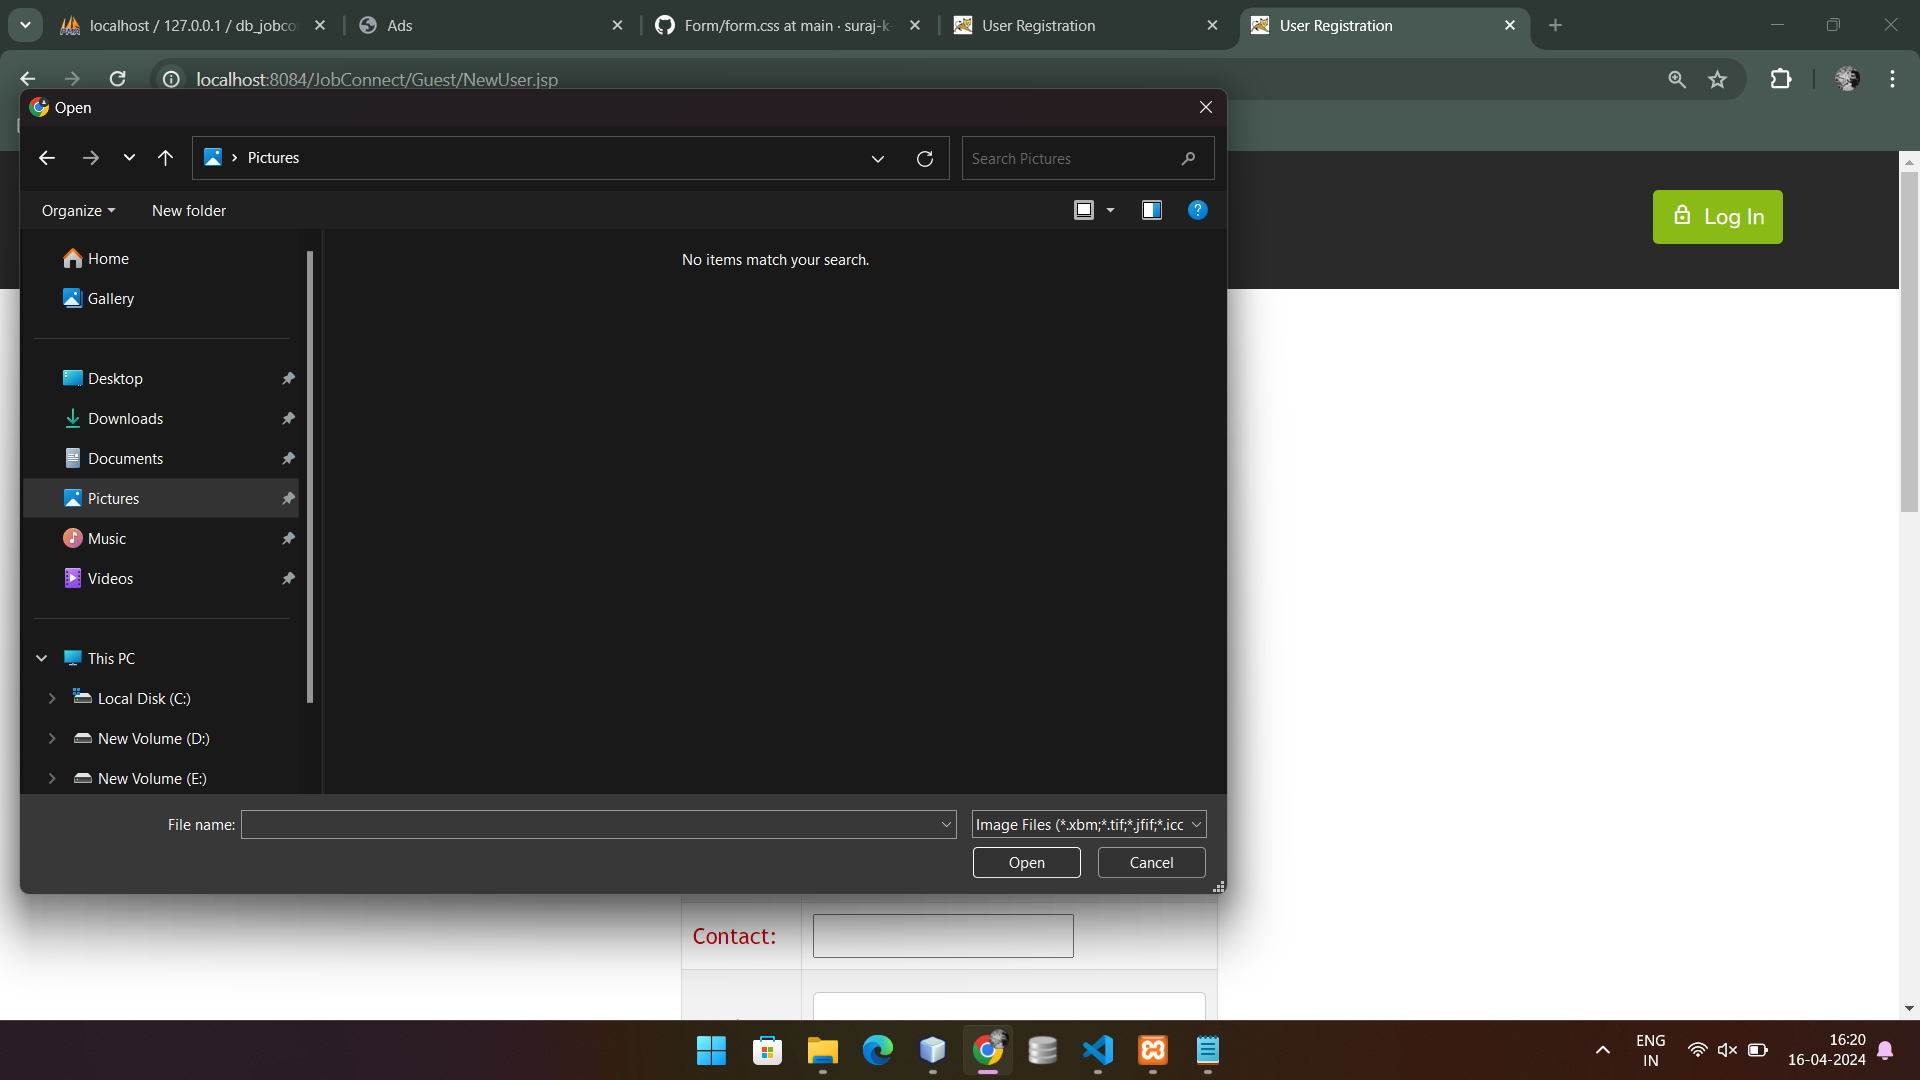 localhost / 127.0.0.1 / db_jobco
Ads
Form/form.css at main · suraj-k
User Registration
User Registration
localhost:8084/JobConnect/Guest/NewUser.jsp
Open
Pictures
Search Pictures
Organize
New folder
Log In
Home
No items match your search.
Gallery
Desktop
Downloads
Documents
Pictures
Music
Videos
This PC
Local Disk (C:)
New Volume (D:)
New Volume (E:)
File name:
Image Files (*.xbm;*.tif;*.jfif;*.icc
Open
Cancel
Contact:
ENG
IN
16:20
16-04-2024